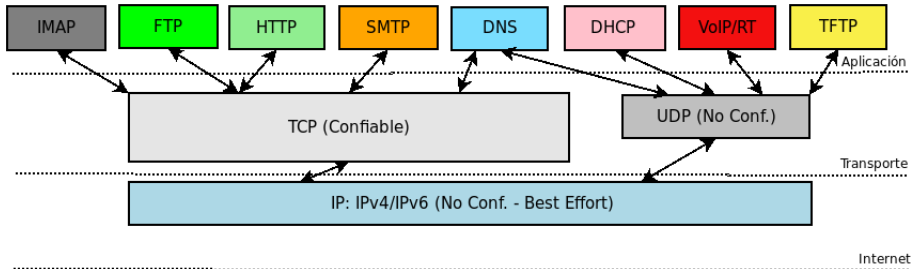 IMAP
FTP
HTTP
SMTP
DNS
DHCP
VoIP/RT
TFTP
Aplicación
TCP (Confiable)
UDP (No Conf.)
Transporte
IP: IPv4/IPv6 (No Conf. - Best Effort)
Internet